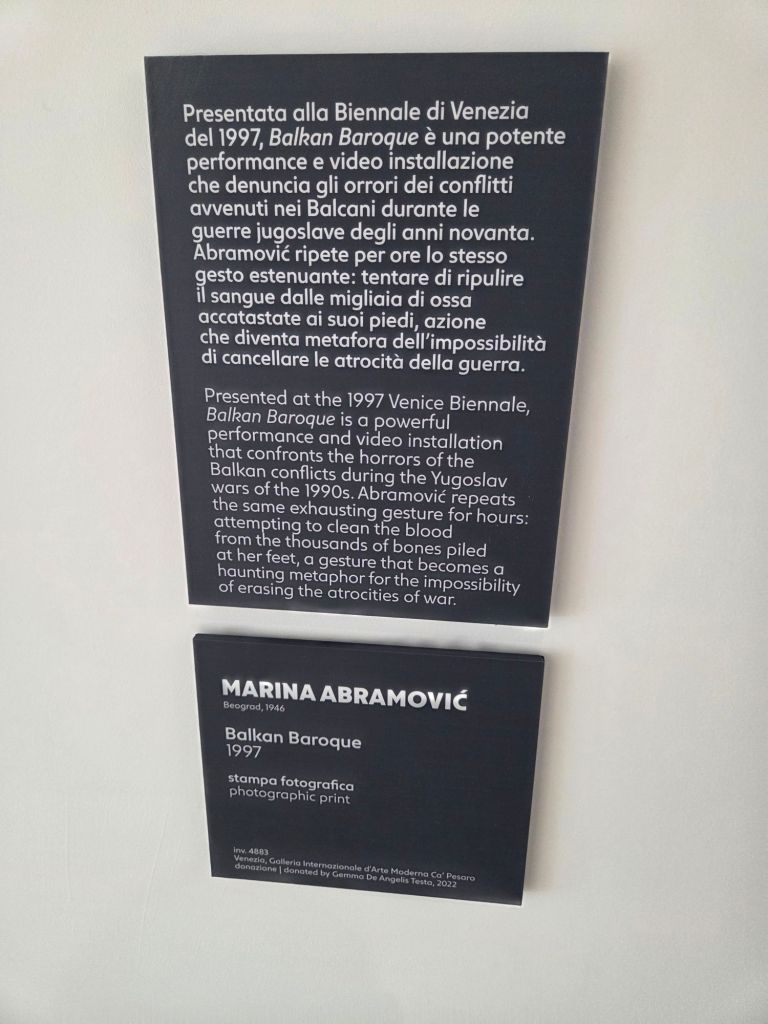 Presentata alla Biennale di Venezia
del 1997, Balkan Baroque è una potente
performance e video installazione
che denuncia gli orrori dei conflitti
avvenuti nei Balcani durante le
guerre jugoslave degli anni novanta.
Abramović ripete per ore lo stesso
gesto estenuante: tentare di ripulire
il sangue dalle migliaia di ossa
accatastate ai suoi piedi, azione
che diventa metafora dell'impossibilità
di cancellare le atrocità della guerra.
Presented at the 1997 Venice Biennale,
Balkan Baroque is a powerful
performance and video installation
that confronts the horrors of the
Balkan conflicts during the Yugoslav
wars of the 1990s. Abramović repeats
the same exhausting gesture for hours:
attempting to clean the blood
from the thousands of bones piled
at her feet, a gesture that becomes a
haunting metaphor for the impossibility
of erasing the atrocities of war.
MARINA ABRAMOVIĆ
Beograd, 1946
Balkan Baroque
1997
stampa fotografica
photographic print
inv. 4883
Venezia, Galleria Internazionale d'Arte Moderna Ca' Pesaro
donazione | donated by Gemma De Angelis Testa, 2022